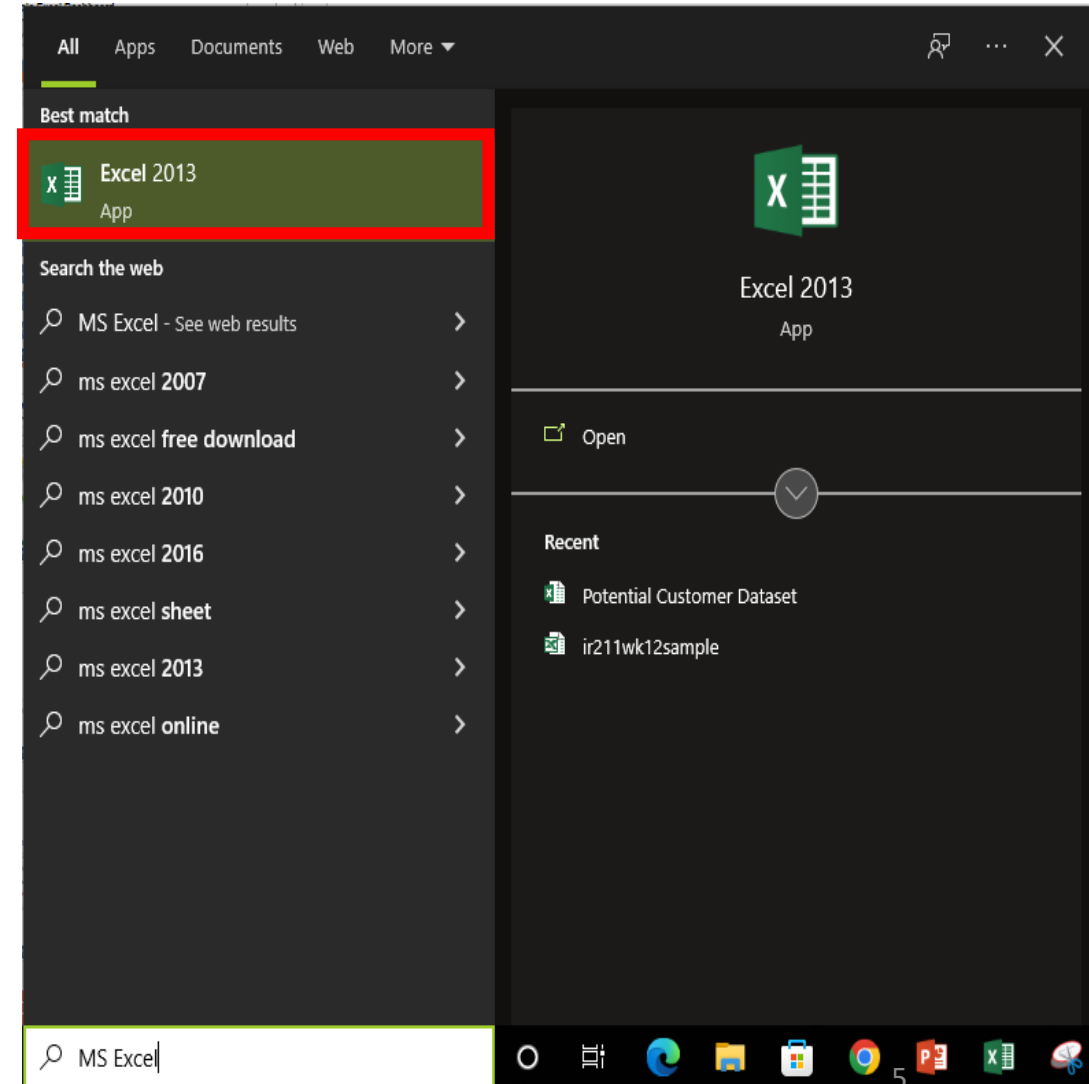 All Apps Documents Web More
Best match
Excel 2013
App
Search the web
MS Excel - See web results
ms excel 2007
ms excel free download
ms excel 2010
ms excel 2016
ms excel sheet
ms excel 2013
ms excel online
Excel 2013
App
Open
Recent
Potential Customer Dataset
ir211wk12sample
MS Excel
5